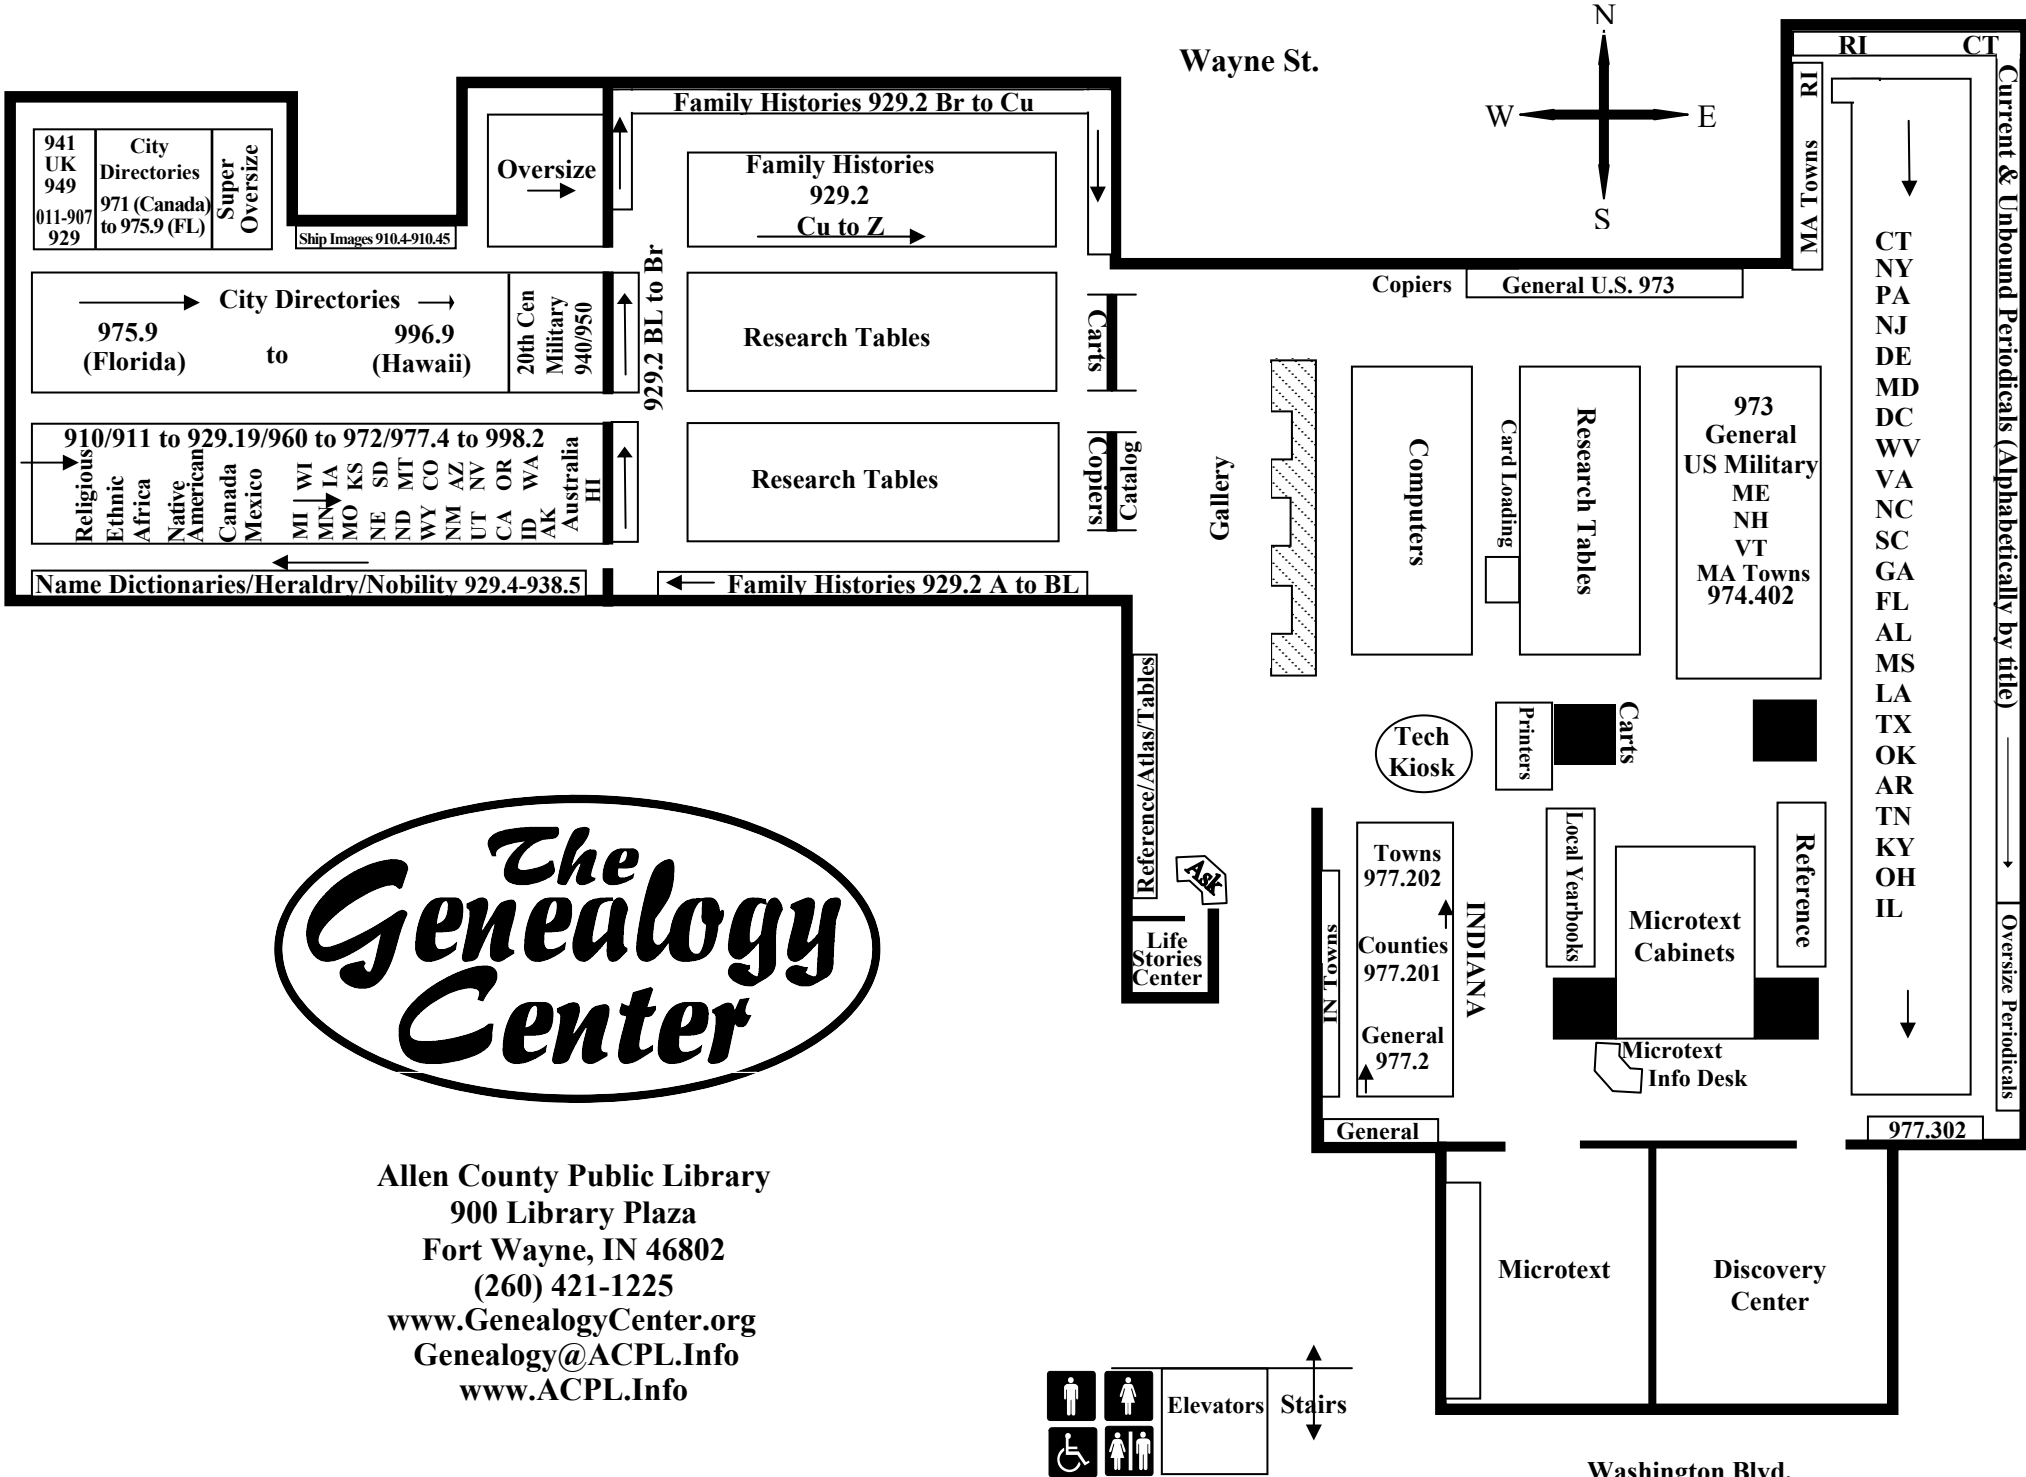 Wayne St.
N
W
E
S
RI
CT
RI
MA Towns
Current & Unbound Periodicals (Alphabetically by title)
Oversize Periodicals
CT
NY
PA
NJ
DE
MD
DC
WV
VA
NC
SC
GA
FL
AL
MS
LA
TX
OK
AR
TN
KY
OH
IL
977.302
941
UK
949
011-907
929
City
Directories
971 (Canada)
to 975.9 (FL)
Super
Oversize
Ship Images 910.4-910.45
Oversize
Family Histories 929.2 Br to Cu
Family Histories
929.2
Cu to Z
City Directories
975.9
(Florida)
to
996.9
(Hawaii)
20th Cen
Military
940/950
929.2 BL to Br
Research Tables
Carts
910/911 to 929.19/960 to 972/977.4 to 998.2
Religious
Ethnic
Africa
Native
American
Canada
Mexico
MI WI
MN IA
MO KS
NE SD
ND MT
WY CO
NM AZ
UT NV
CA OR
ID WA
AK
Australia
HI
Research Tables
Copiers
Catalog
Name Dictionaries/Heraldry/Nobility 929.4-938.5
Family Histories 929.2 A to BL
Copiers
General U.S. 973
Gallery
Computers
Card Loading
Research Tables
973
General
US Military
ME
NH
VT
MA Towns
974.402
Reference/Atlas/Tables
Ask
Life
Stories
Center
Tech
Kiosk
Printers
Carts
IN Towns
Towns
977.202
Counties
977.201
General
977.2
INDIANA
General
Local Yearbooks
Microtext
Cabinets
Reference
Microtext
Info Desk
Microtext
Discovery
Center
The
Genealogy
Center
Allen County Public Library
900 Library Plaza
Fort Wayne, IN 46802
(260) 421-1225
www.GenealogyCenter.org
Genealogy@ACPL.Info
www.ACPL.Info
Elevators
Stairs
Washington Blvd.